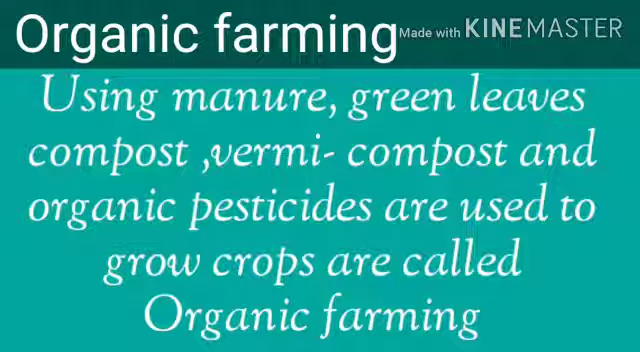 Organic farming
Made with KINEMASTER
Using manure, green leaves
compost ,vermi- compost and
organic pesticides are used to
grow crops are called
Organic farming